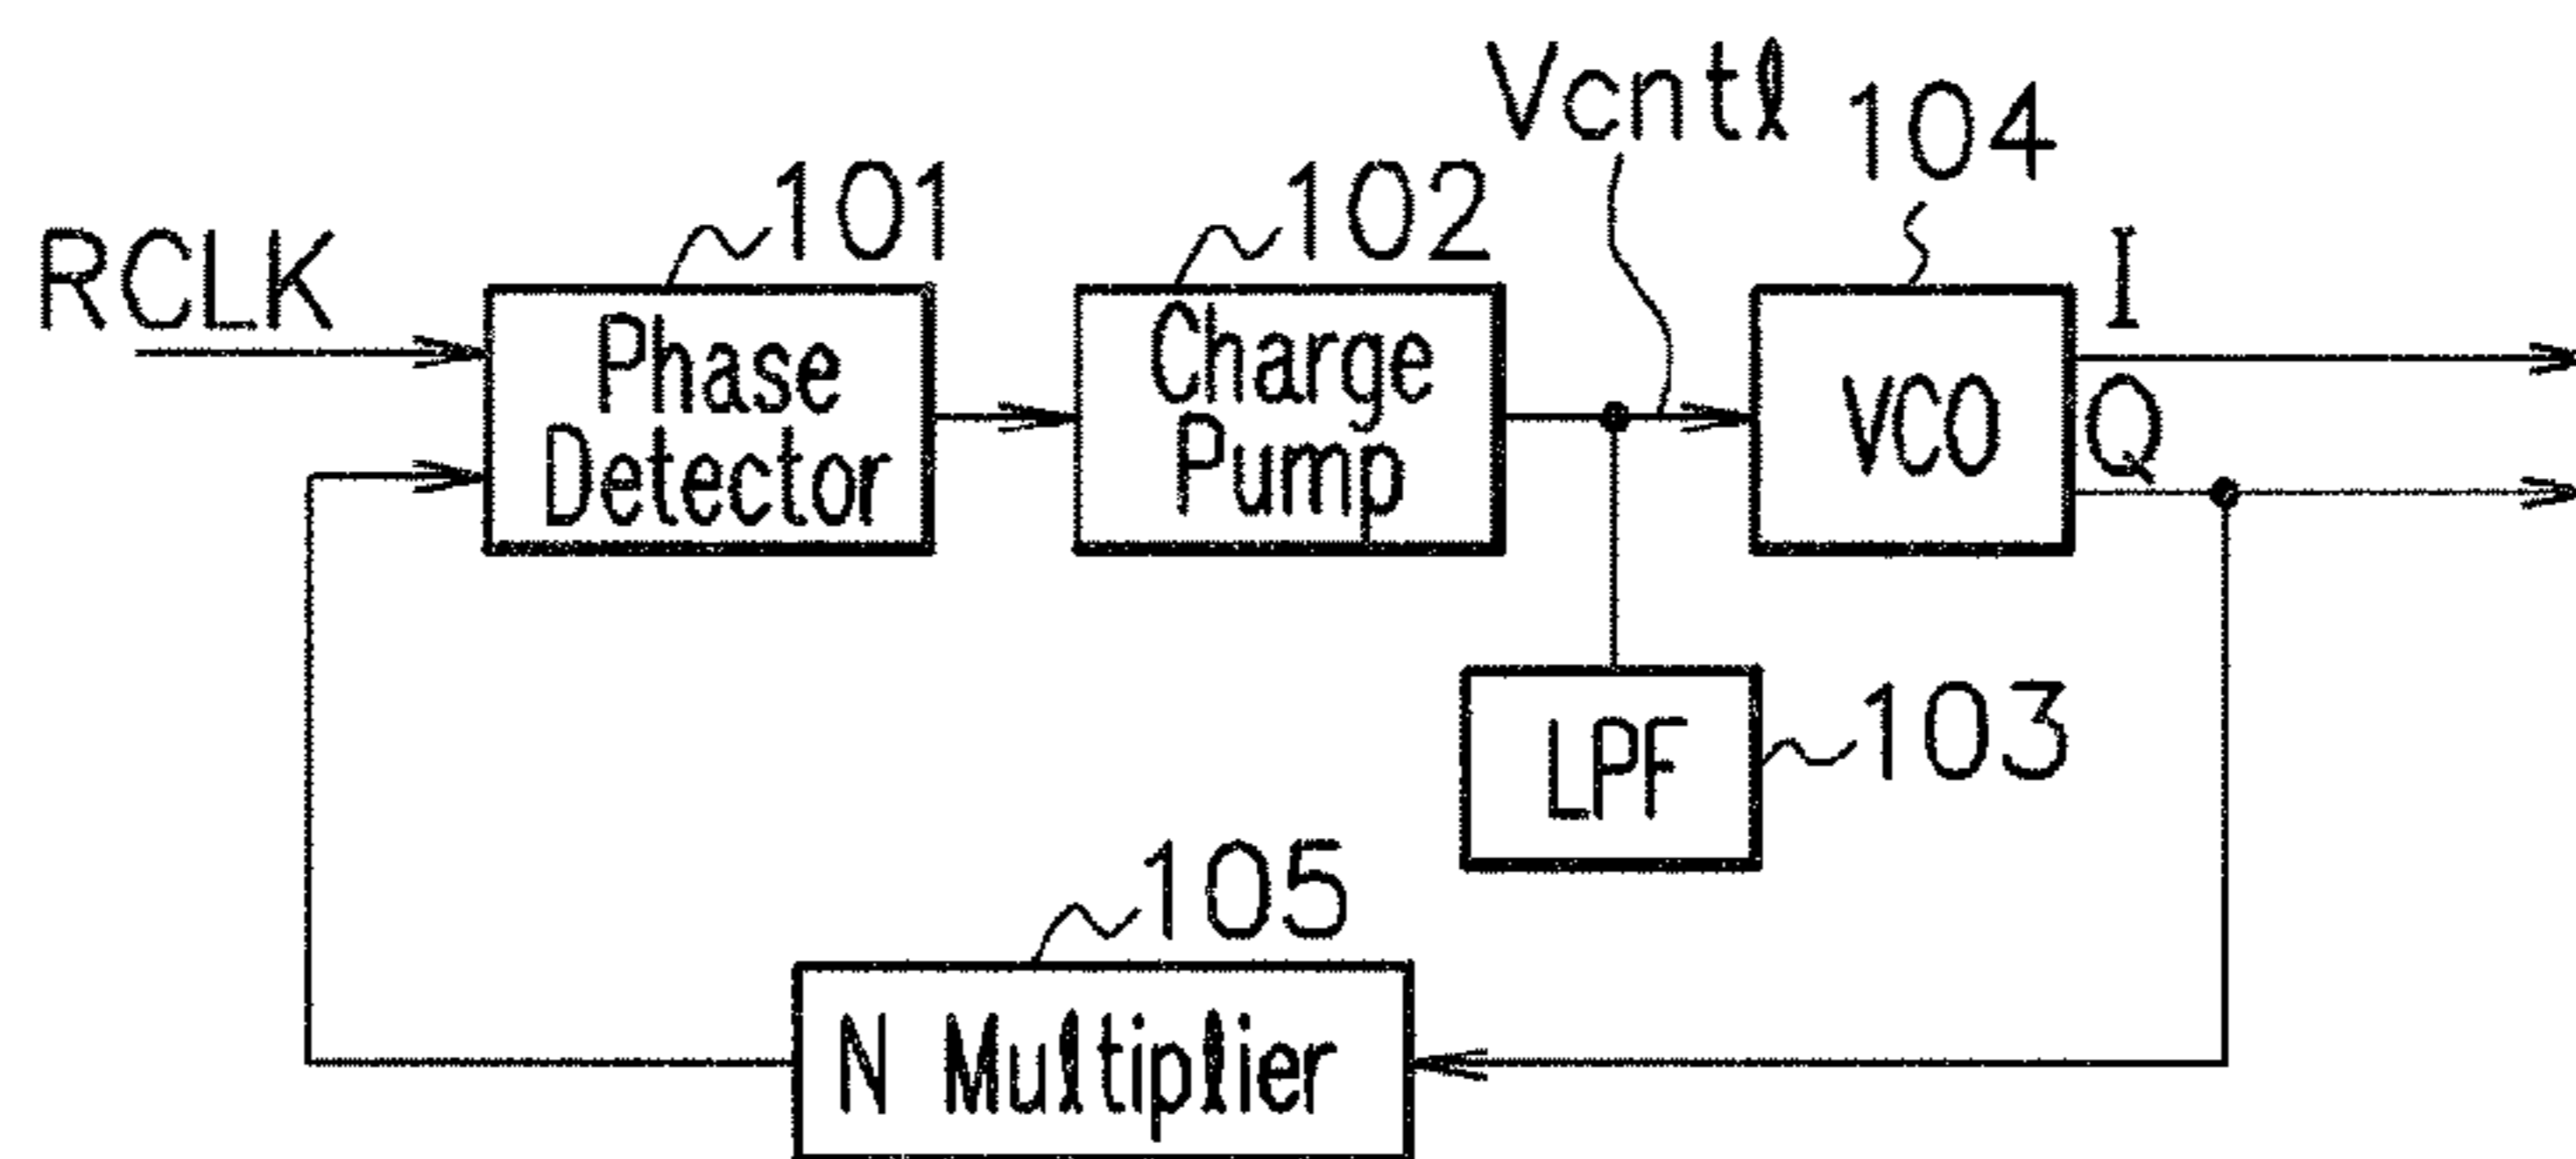 Vcntl
104
101
102
RCLK
I
Phase
Detector
Charge
Pump
VCO
Q
LPF
103
105
N Multiplier